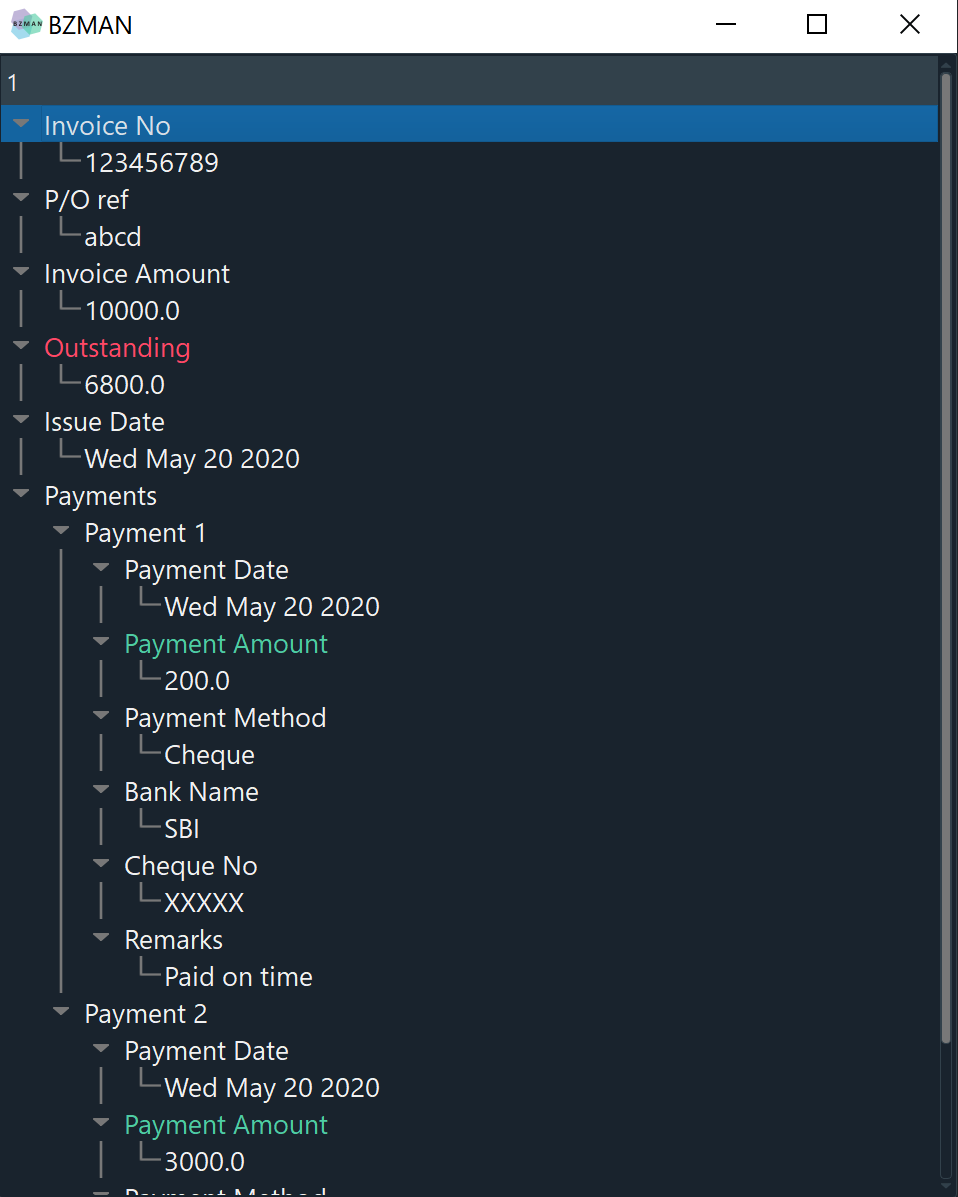 BZMAN BZMAN
1
Invoice No
123456789
P/O ref
abcd
Invoice Amount
10000.0
Outstanding
6800.0
Issue Date
Wed May 20 2020
Payments
Payment 1
Payment Date
Wed May 20 2020
Payment Amount
200.0
Payment Method
Cheque
Bank Name
SBI
Cheque No
XXXXX
Remarks
Paid on time
Payment 2
Payment Date
Wed May 20 2020
Payment Amount
3000.0
Payment Method